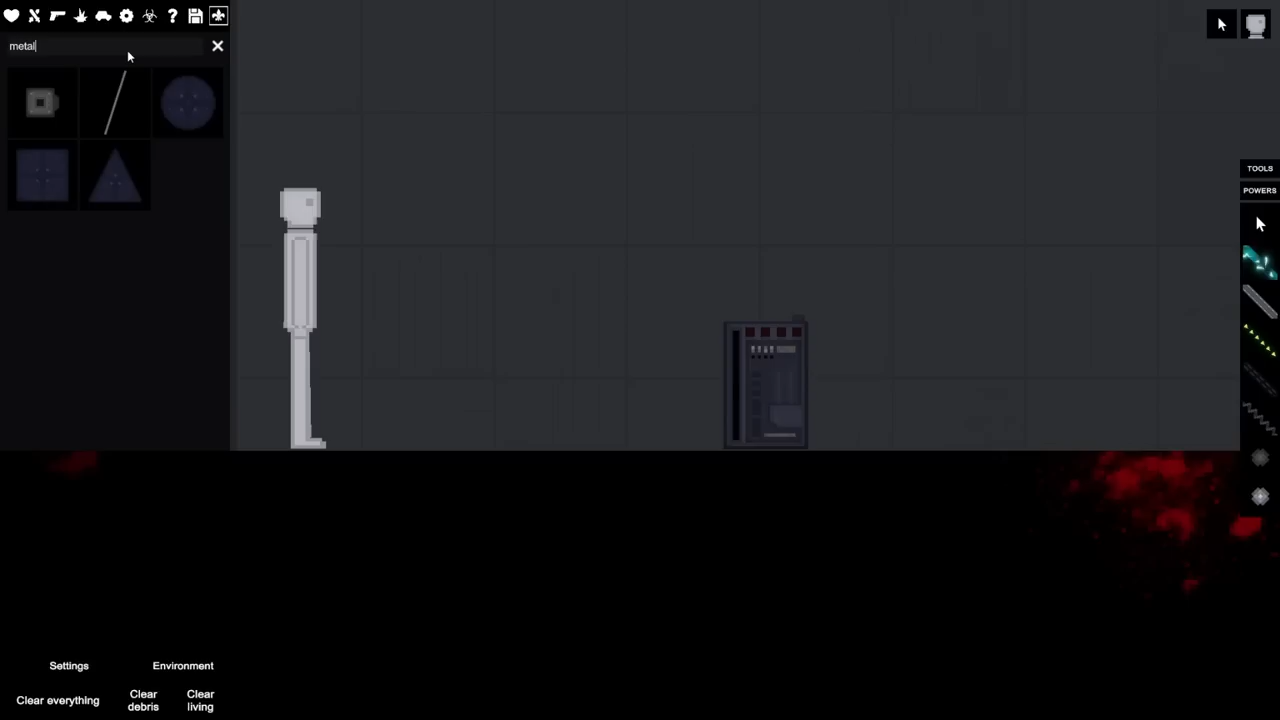 metal
TOOLS
POWERS
Settings
Environment
Clear everything
Clear
debris
Clear
living